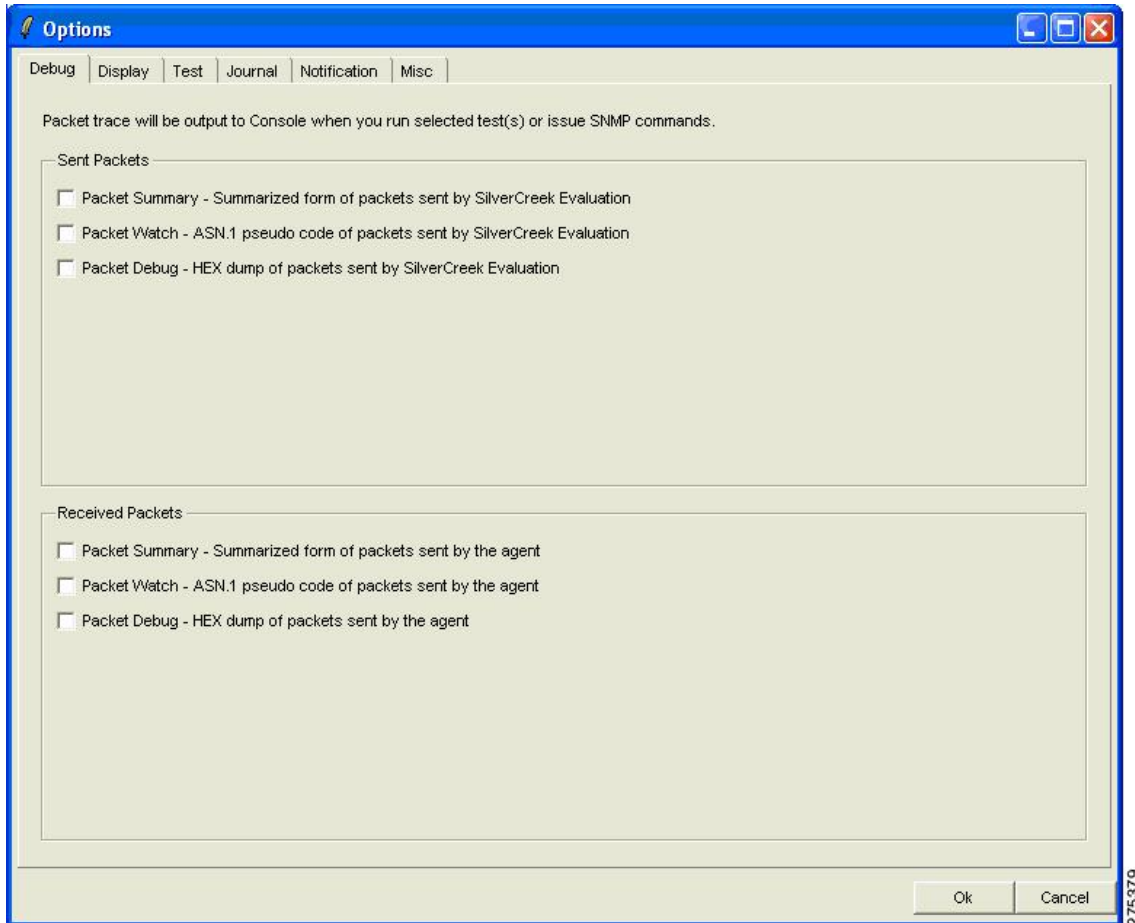 Options
Debug Display Test Journal Notification Misc
Packet trace will be output to Console when you run selected test(s) or issue SNMP commands.
Sent Packets
Packet Summary - Summarized form of packets sent by SilverCreek Evaluation
Packet Watch - ASN.1 pseudo code of packets sent by SilverCreek Evaluation
Packet Debug - HEX dump of packets sent by SilverCreek Evaluation
Received Packets
Packet Summary - Summarized form of packets sent by the agent
Packet Watch - ASN.1 pseudo code of packets sent by the agent
Packet Debug - HEX dump of packets sent by the agent
Ok Cancel